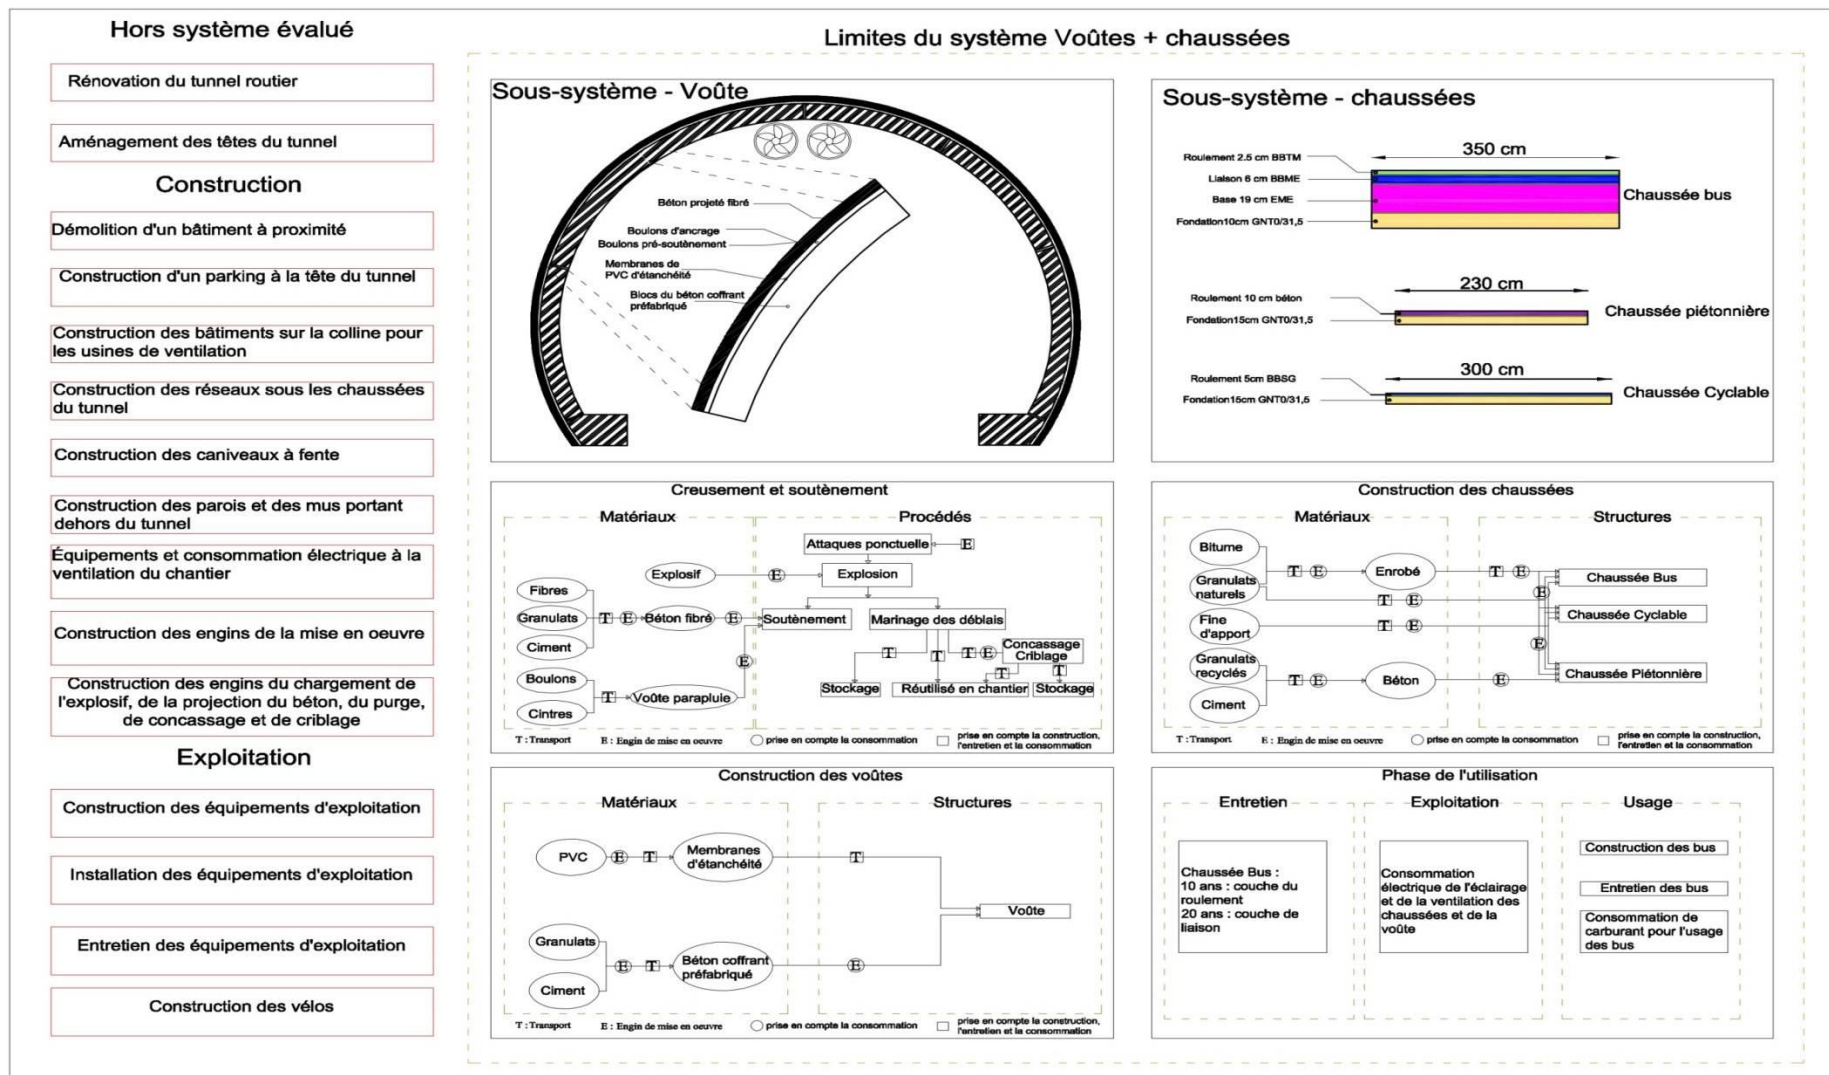 Hors système évalué
Rénovation du tunnel routier
Aménagement des têtes du tunnel
Construction
Démolition d'un bâtiment à proximité
Construction d'un parking à la tête du tunnel
Construction des bâtiments sur la colline pour
les usines de ventilation
Construction des réseaux sous les chaussées
du tunnel
Construction des caniveaux à fente
Construction des parois et des mus portant
dehors du tunnel
Équipements et consommation électrique à la
ventilation du chantier
Construction des engins de la mise en oeuvre
Construction des engins du chargement de
l'explosif, de la projection du béton, du purge,
de concassage et de criblage
Exploitation
Construction des équipements d'exploitation
Installation des équipements d'exploitation
Entretien des équipements d'exploitation
Construction des vélos
Limites du système Voûtes + chaussées
Sous-système - Voûte
Béton projeté fibré
Boulons d'ancrage
Boulons pré-soutènement
Membranes de
PVC d'étanchéité
Blocs du béton coffrant
préfabriqué
Sous-système - chaussées
350 cm
Roulement 2.5 cm BBTM
Liaison 6 cm BBME
Base 19 cm EME
Fondation10cm GNT0/31,5
Chaussée bus
230 cm
Roulement 10 cm béton
Fondation15cm GNT0/31,5
Chaussée piétonnière
300 cm
Roulement 5cm BBSG
Fondation15cm GNT0/31,5
Chaussée Cyclable
Creusement et soutènement
Matériaux
Procédés
Attaques ponctuelle
E
Explosif
E
Explosion
Fibres
Granulats
Ciment
T
E
Béton fibré
E
Soutènement
Marinage des déblais
E
Boulons
Cintres
T
Voûte parapluie
T
T
T
E
Concassage
Criblage
T
T
Stockage
Réutilisé en chantier
Stockage
T : Transport
E : Engin de mise en oeuvre
prise en compte la consommation
prise en compte la construction,
l'entretien et la consommation
Construction des chaussées
Matériaux
Structures
Bitume
Granulats
naturels
T
E
Enrobé
T
E
Chaussée Bus
T
E
E
Fine
d'apport
T
E
Chaussée Cyclable
E
Granulats
recyclés
Ciment
T
E
Béton
E
Chaussée Piétonnière
T : Transport
E : Engin de mise en oeuvre
prise en compte la consommation
prise en compte la construction,
l'entretien et la consommation
Construction des voûtes
Matériaux
Structures
PVC
E
T
Membranes
d'étanchéité
T
Voûte
Granulats
Ciment
E
T
Béton coffrant
préfabriqué
E
T : Transport
E : Engin de mise en oeuvre
prise en compte la consommation
prise en compte la construction,
l'entretien et la consommation
Phase de l'utilisation
Entretien
Exploitation
Usage
Chaussée Bus :
10 ans : couche du
roulement
20 ans : couche de
liaison
Consommation
électrique de l'éclairage
et de la ventilation des
chaussées et de la
voûte
Construction des bus
Entretien des bus
Consommation de
carburant pour l'usage
des bus